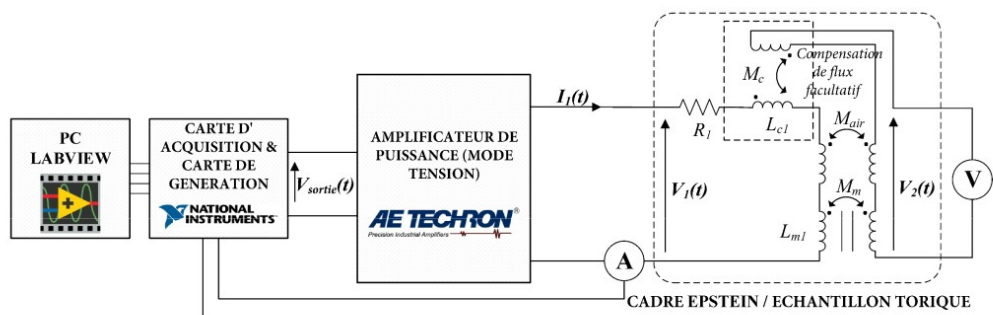 PC
LABVIEW
CARTE D'
ACQUISITION &
CARTE DE
GENERATION
NATIONAL
INSTRUMENTS™
Vsortie(t)
AMPLIFICATEUR DE
PUISSANCE (MODE
TENSION)
AE TECHRON®
Precision Industrial Amplifiers
I1(t)
V1(t)
R1
Lc1
Mc
Compensation
de flux
facultatif
Mair
Mm
Lm1
V2(t)
V
A
CADRE EPSTEIN / ECHANTILLON TORIQUE